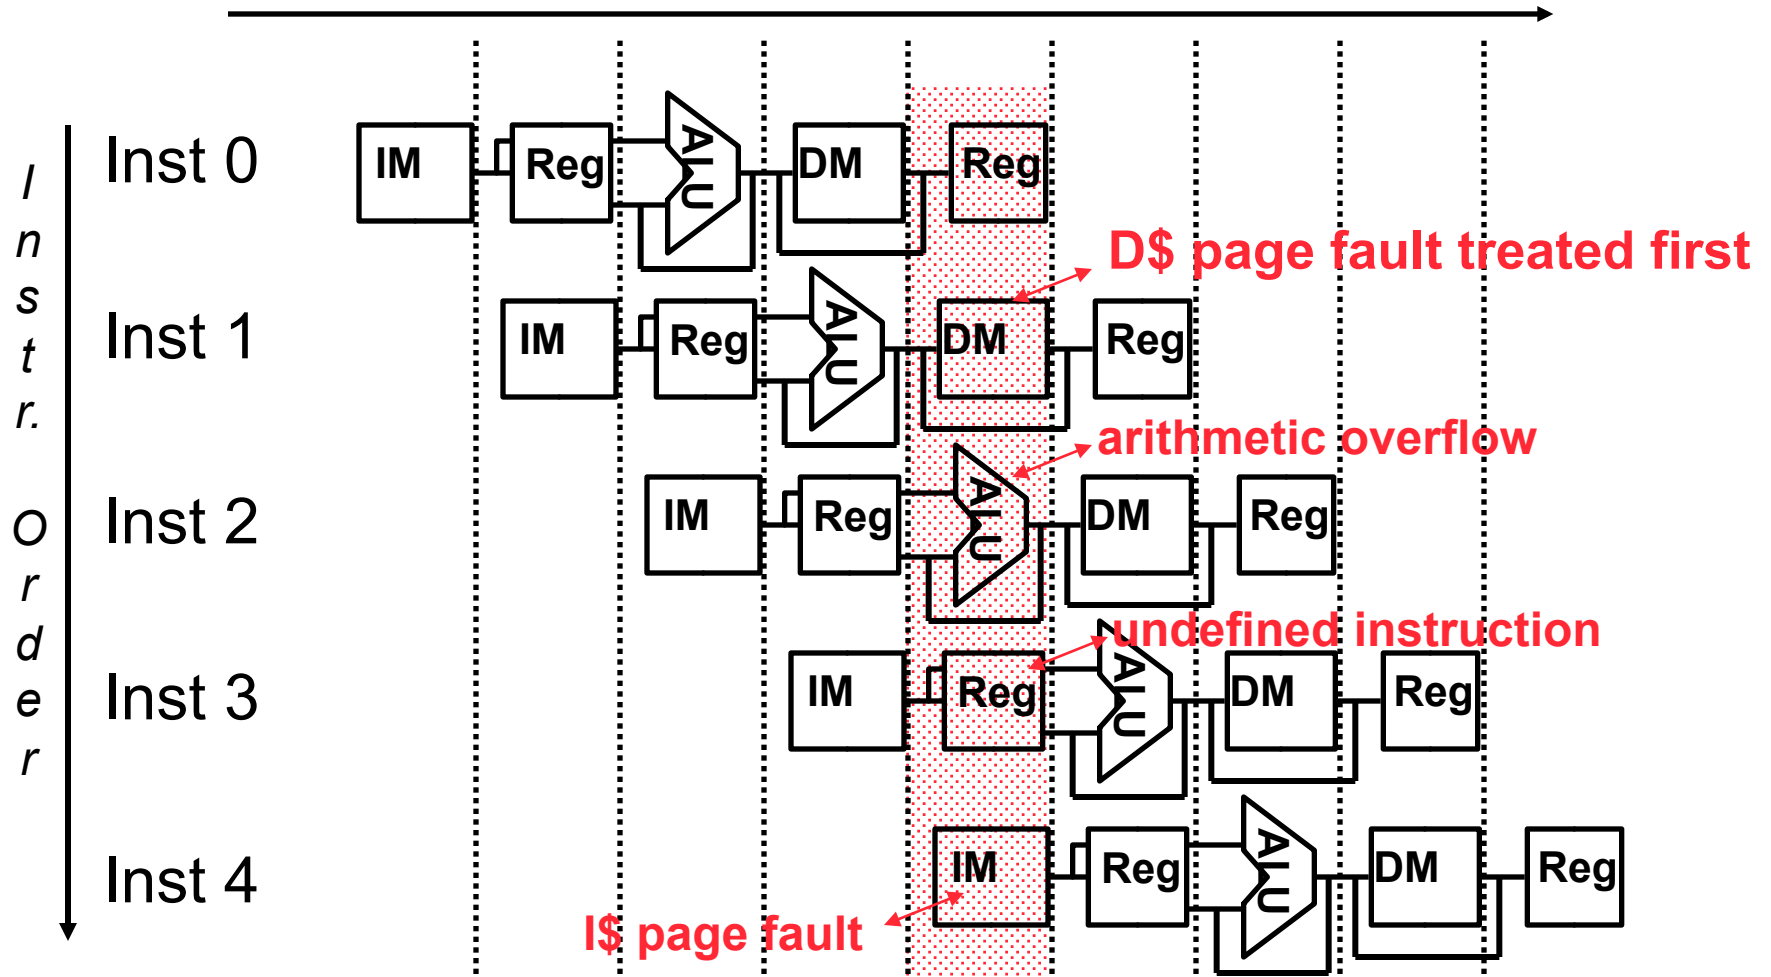 Instr. Order
Inst 0
IM Reg ALU DM Reg
D$ page fault treated first
Inst 1
IM Reg ALU DM Reg
arithmetic overflow
Inst 2
IM Reg ALU DM Reg
undefined instruction
Inst 3
IM Reg ALU DM Reg
Inst 4
IM Reg ALU DM Reg
I$ page fault